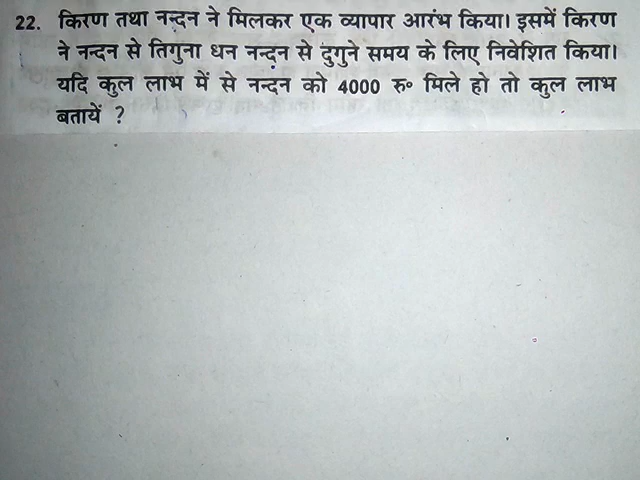 22. किरण तथा नन्दन ने मिलकर एक व्यापार आरंभ किया। इसमें किरण
ने नन्दन से तिगुना धन नन्दन से दुगुने समय के लिए निवेशित किया।
यदि कुल लाभ में से नन्दन को 4000 रु॰ मिले हो तो कुल लाभ
बतायें ?